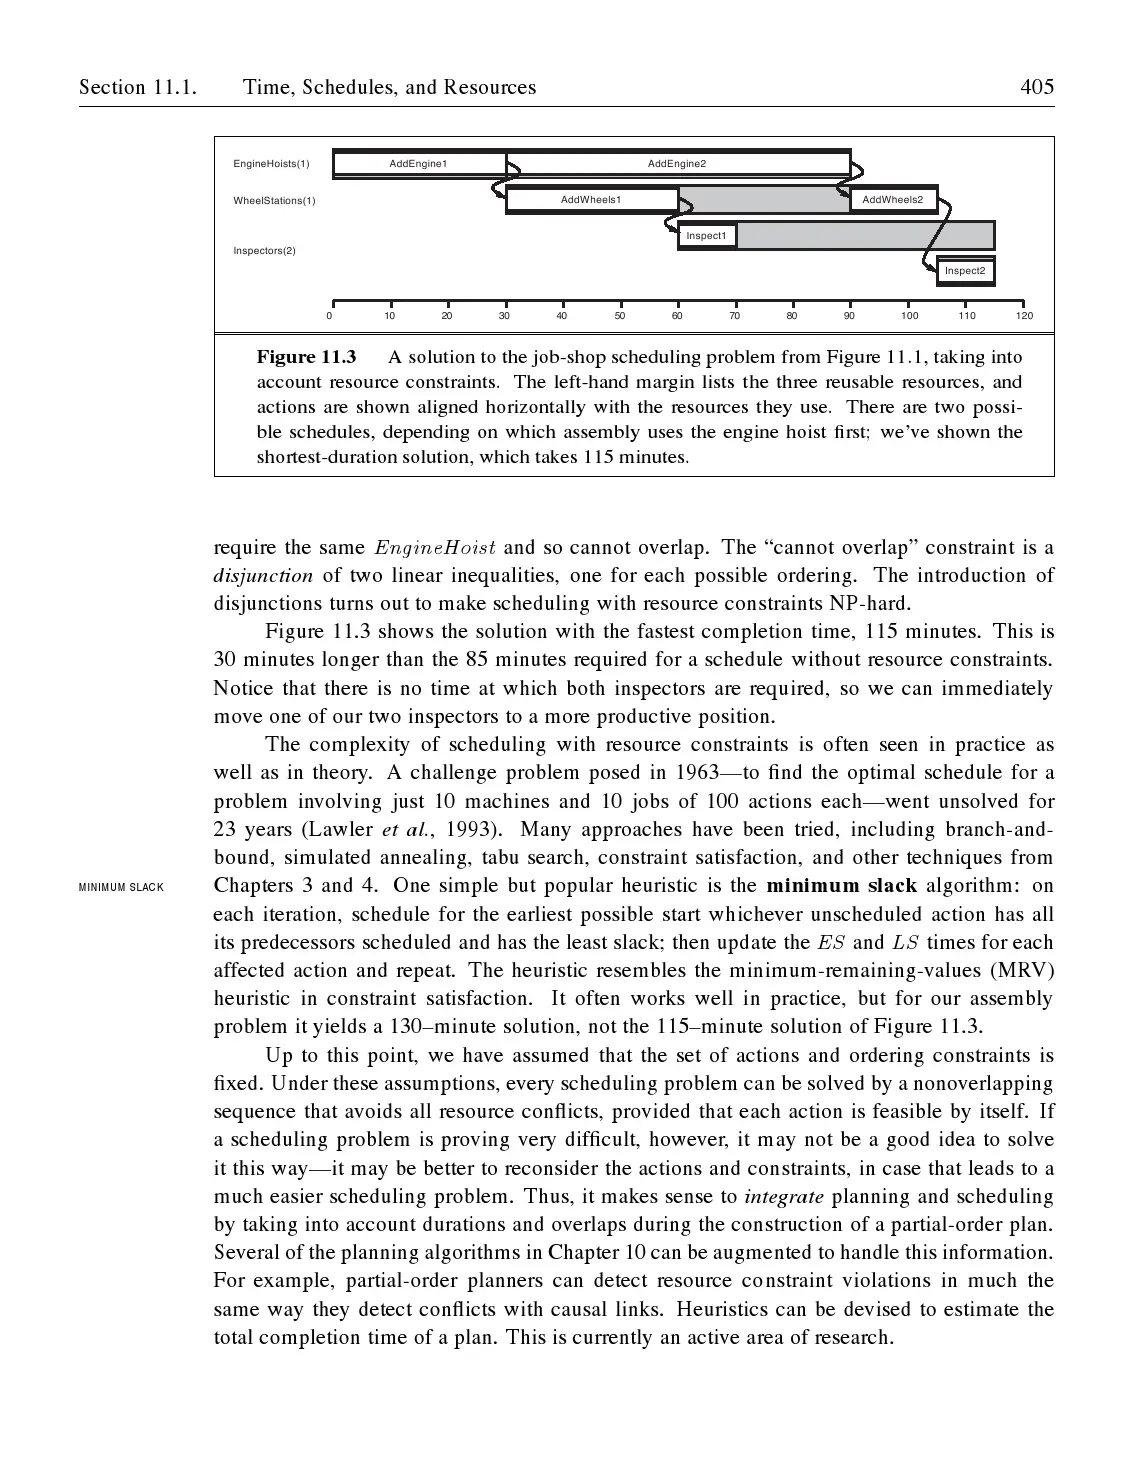 Section 11.1. Time, Schedules, and Resources 405
EngineHoists(1) AddEngine1 AddEngine2
WheelStations(1) AddWheels1 AddWheels2
Inspect1
Inspectors(2)
Inspect2
0 10 20 30 40 50 60 70 80 90 100 110 120
Figure 11.3 A solution to the job-shop scheduling problem from Figure 11.1, taking into
account resource constraints. The left-hand margin lists the three reusable resources, and
actions are shown aligned horizontally with the resources they use. There are two possi-
ble schedules, depending on which assembly uses the engine hoist first; we've shown the
shortest-duration solution, which takes 115 minutes.
require the same EngineHoist and so cannot overlap. The “cannot overlap” constraint is a
disjunction of two linear inequalities, one for each possible ordering. The introduction of
disjunctions turns out to make scheduling with resource constraints NP-hard.
Figure 11.3 shows the solution with the fastest completion time, 115 minutes. This is
30 minutes longer than the 85 minutes required for a schedule without resource constraints.
Notice that there is no time at which both inspectors are required, so we can immediately
move one of our two inspectors to a more productive position.
The complexity of scheduling with resource constraints is often seen in practice as
well as in theory. A challenge problem posed in 1963—to find the optimal schedule for a
problem involving just 10 machines and 10 jobs of 100 actions each—went unsolved for
23 years (Lawler et al., 1993). Many approaches have been tried, including branch-and-
bound, simulated annealing, tabu search, constraint satisfaction, and other techniques from
MINIMUM SLACK Chapters 3 and 4. One simple but popular heuristic is the minimum slack algorithm: on
each iteration, schedule for the earliest possible start whichever unscheduled action has all
its predecessors scheduled and has the least slack; then update the ES and LS times for each
affected action and repeat. The heuristic resembles the minimum-remaining-values (MRV)
heuristic in constraint satisfaction. It often works well in practice, but for our assembly
problem it yields a 130–minute solution, not the 115–minute solution of Figure 11.3.
Up to this point, we have assumed that the set of actions and ordering constraints is
fixed. Under these assumptions, every scheduling problem can be solved by a nonoverlapping
sequence that avoids all resource conflicts, provided that each action is feasible by itself. If
a scheduling problem is proving very difficult, however, it may not be a good idea to solve
it this way—it may be better to reconsider the actions and constraints, in case that leads to a
much easier scheduling problem. Thus, it makes sense to integrate planning and scheduling
by taking into account durations and overlaps during the construction of a partial-order plan.
Several of the planning algorithms in Chapter 10 can be augmented to handle this information.
For example, partial-order planners can detect resource constraint violations in much the
same way they detect conflicts with causal links. Heuristics can be devised to estimate the
total completion time of a plan. This is currently an active area of research.